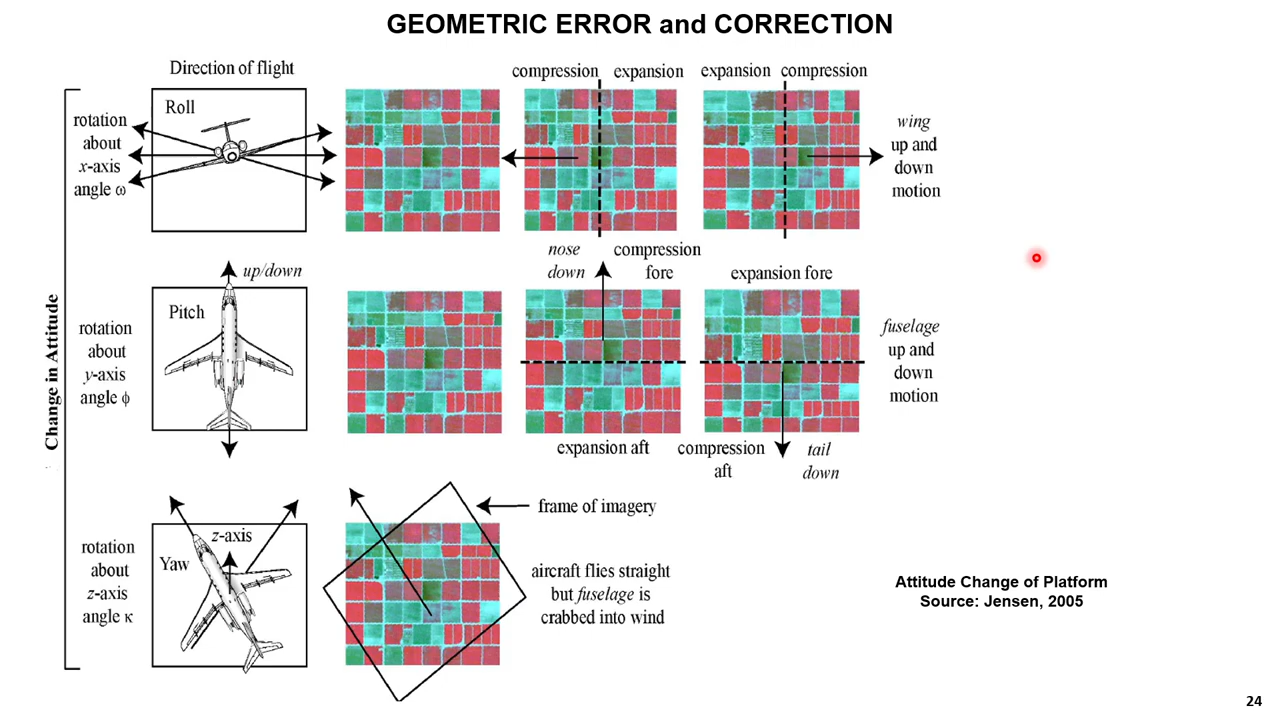 GEOMETRIC ERROR and CORRECTION
Direction of flight
compression
expansion
expansion
compression
Roll
rotation
about
x-axis
angle ω
wing
up and
down
motion
nose
down
compression
fore
up/down
expansion fore
Change in Attitude
Pitch
rotation
about
y-axis
angle ϕ
fuselage
up and
down
motion
expansion aft
compression
aft
tail
down
frame of imagery
z-axis
Yaw
rotation
about
z-axis
angle κ
aircraft flies straight
but fuselage is
crabbed into wind
Attitude Change of Platform
Source: Jensen, 2005
24